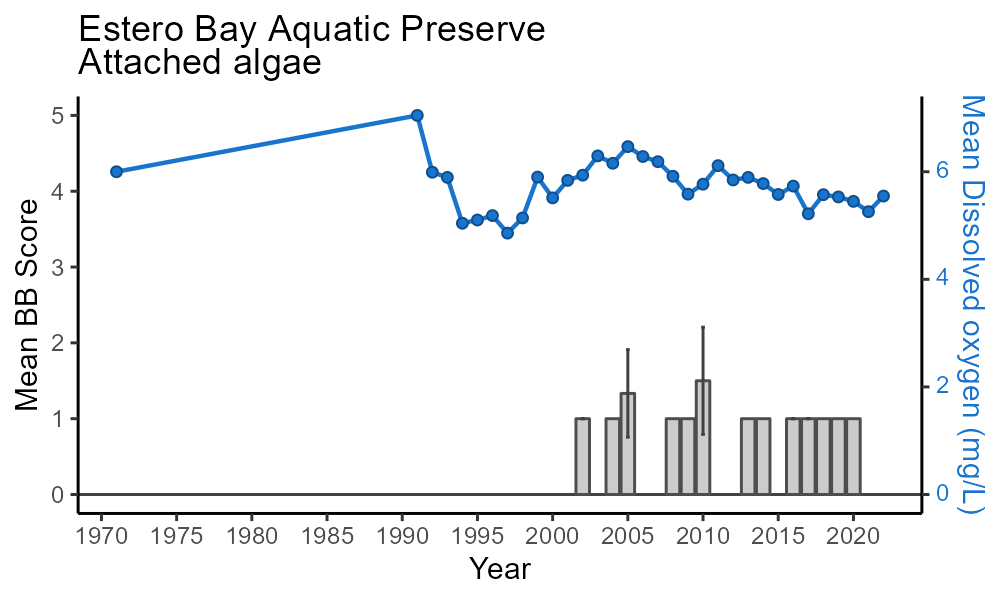 Estero Bay Aquatic Preserve
Attached algae
Mean BB Score
5
4
3
2
1
0
Mean Dissolved oxygen (mg/L)
6
4
2
0
1970 1975 1980 1985 1990 1995 2000 2005 2010 2015 2020
Year